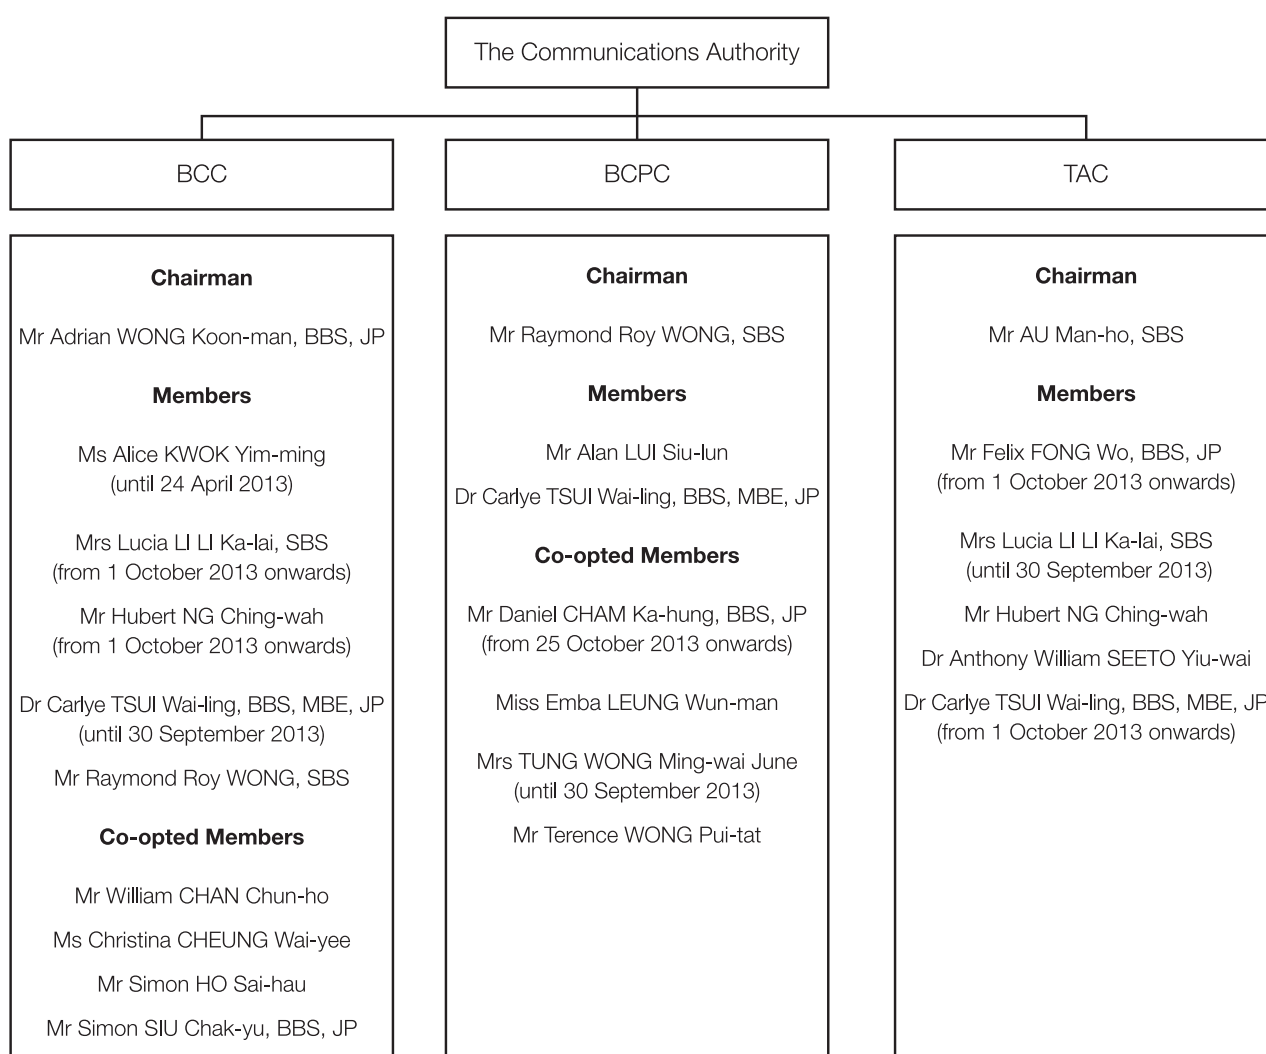 The Communications Authority
BCC
BCPC
TAC
Chairman
Mr Adrian WONG Koon-man, BBS, JP
Members
Ms Alice KWOK Yim-ming
(until 24 April 2013)
Mrs Lucia LI LI Ka-lai, SBS
(from 1 October 2013 onwards)
Mr Hubert NG Ching-wah
(from 1 October 2013 onwards)
Dr Carlye TSUI Wai-ling, BBS, MBE, JP
(until 30 September 2013)
Mr Raymond Roy WONG, SBS
Co-opted Members
Mr William CHAN Chun-ho
Ms Christina CHEUNG Wai-yee
Mr Simon HO Sai-hau
Mr Simon SIU Chak-yu, BBS, JP
Chairman
Mr Raymond Roy WONG, SBS
Members
Mr Alan LUI Siu-lun
Dr Carlye TSUI Wai-ling, BBS, MBE, JP
Co-opted Members
Mr Daniel CHAM Ka-hung, BBS, JP
(from 25 October 2013 onwards)
Miss Emba LEUNG Wun-man
Mrs TUNG WONG Ming-wai June
(until 30 September 2013)
Mr Terence WONG Pui-tat
Chairman
Mr AU Man-ho, SBS
Members
Mr Felix FONG Wo, BBS, JP
(from 1 October 2013 onwards)
Mrs Lucia LI LI Ka-lai, SBS
(until 30 September 2013)
Mr Hubert NG Ching-wah
Dr Anthony William SEETO Yiu-wai
Dr Carlye TSUI Wai-ling, BBS, MBE, JP
(from 1 October 2013 onwards)